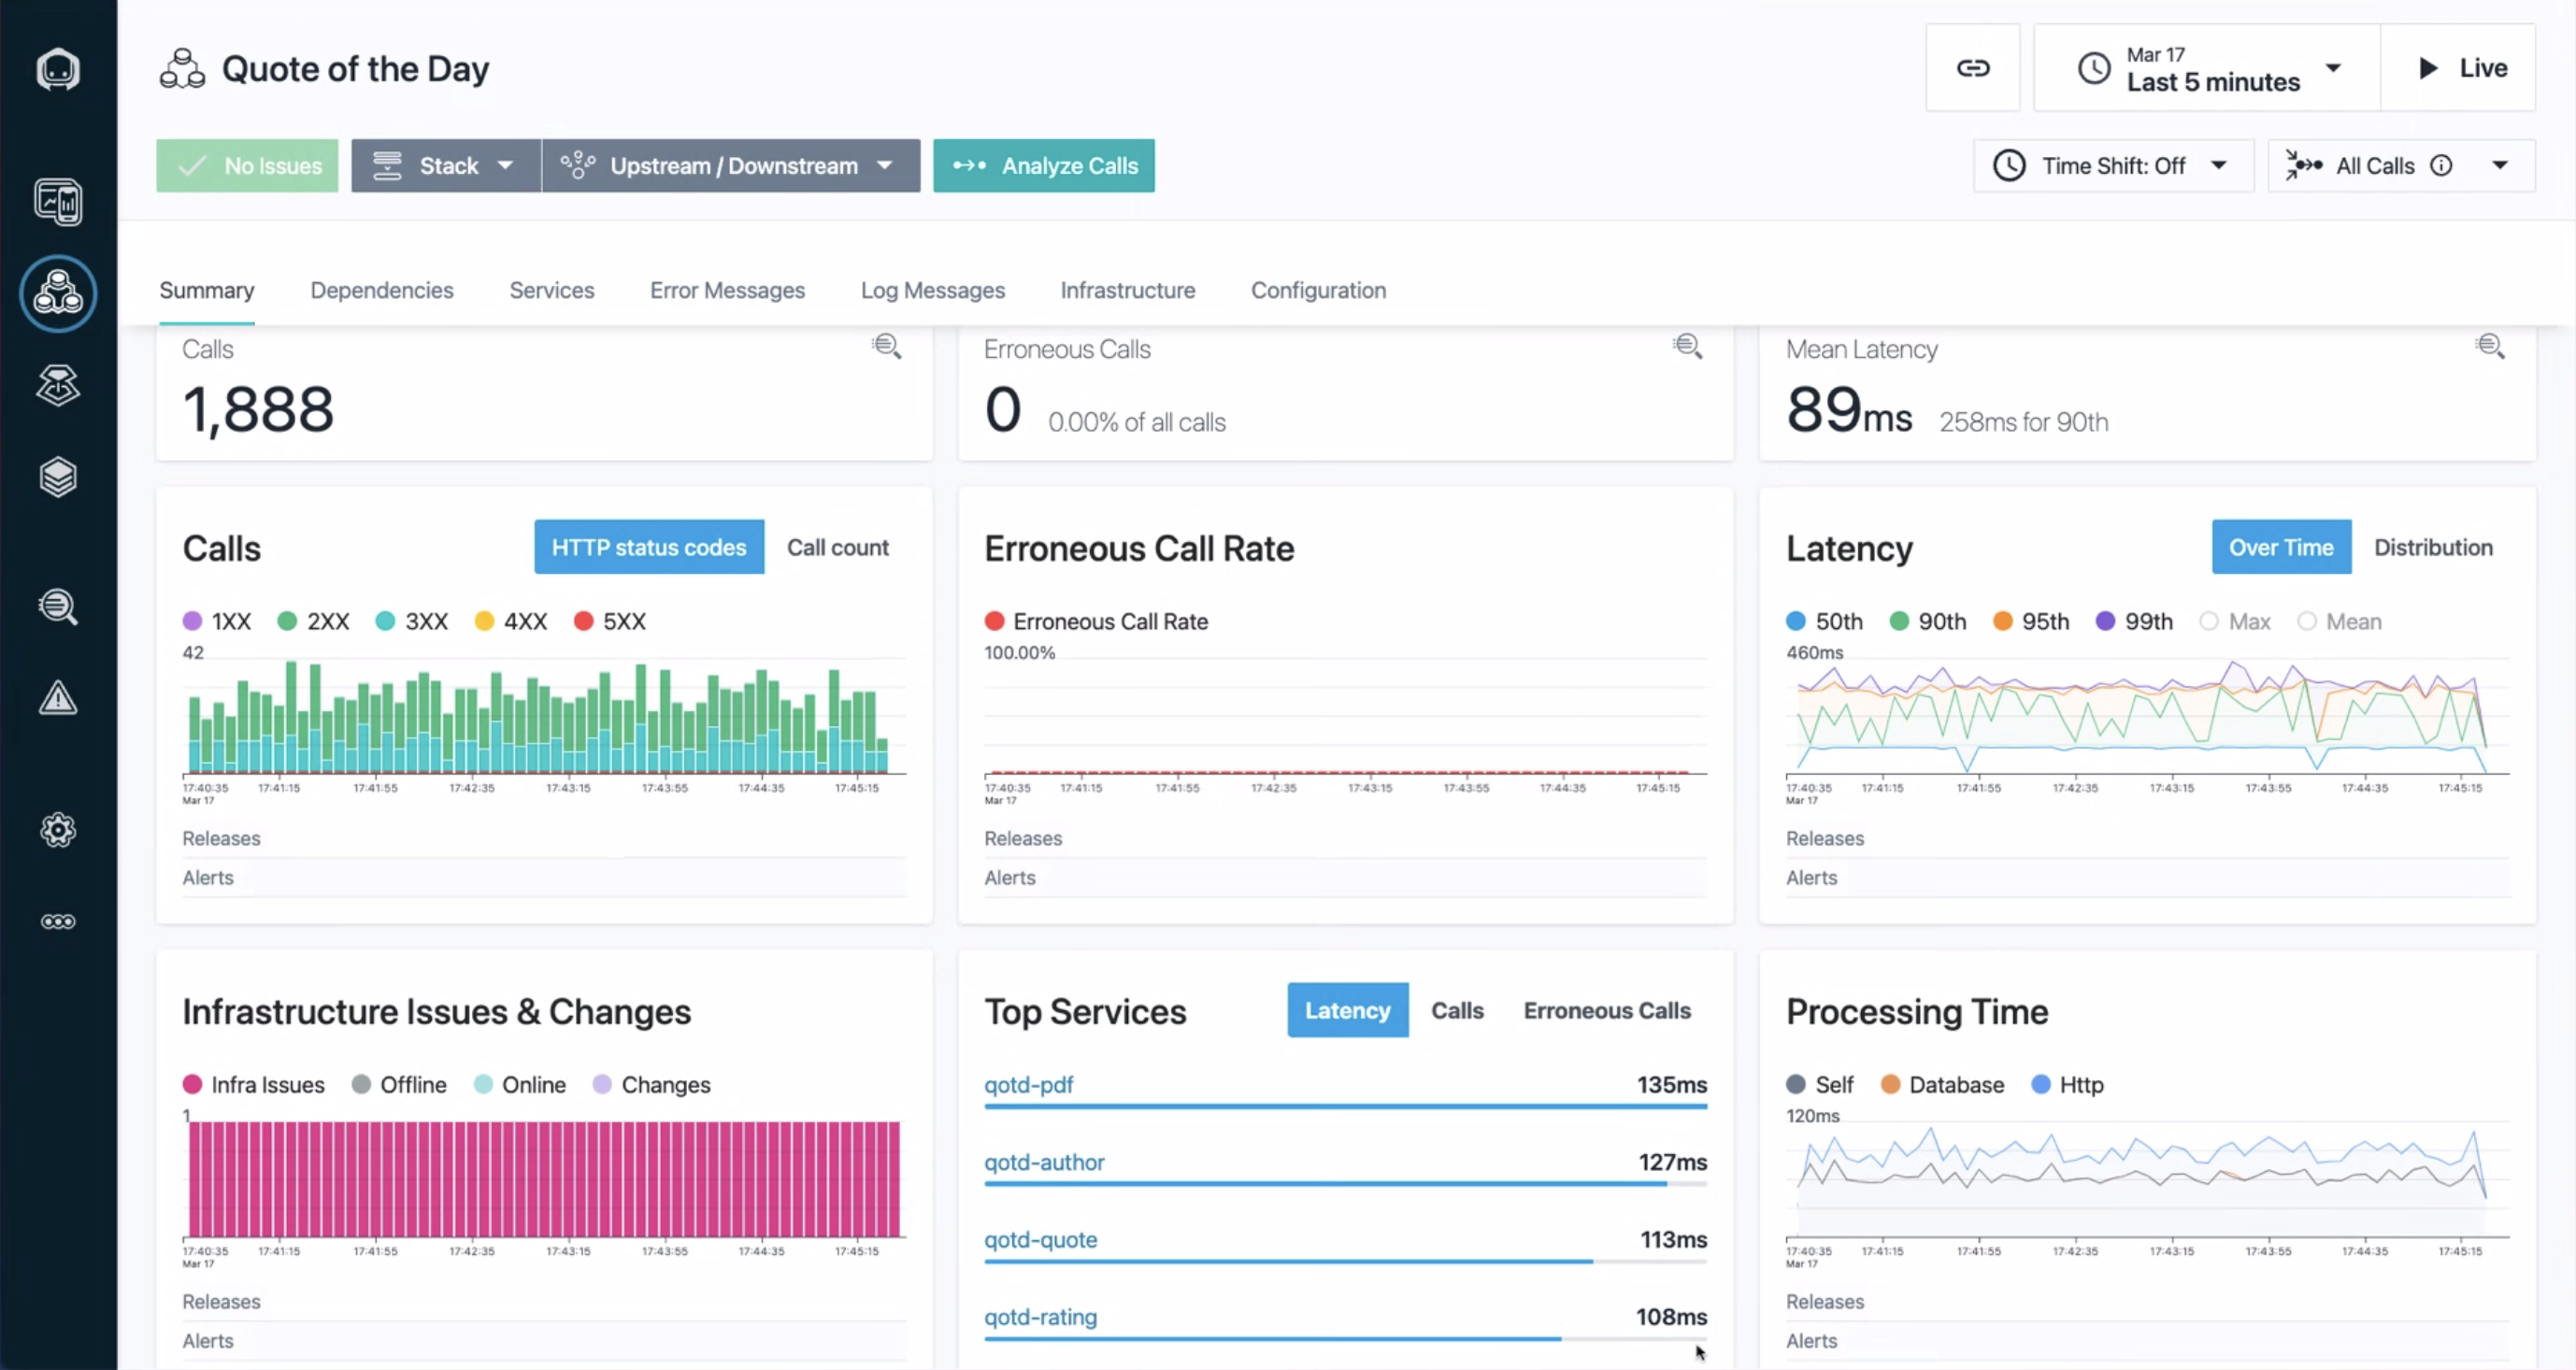 Quote of the Day
Mar 17
Last 5 minutes
Live
No Issues
Stack
Upstream / Downstream
Analyze Calls
Time Shift: Off
All Calls
Summary
Dependencies
Services
Error Messages
Log Messages
Infrastructure
Configuration
Calls
1,888
Erroneous Calls
0 0.00% of all calls
Mean Latency
89ms 258ms for 90th
Calls
HTTP status codes
Call count
1XX 2XX 3XX 4XX 5XX
42
17:40:35 17:41:15 17:41:55 17:42:35 17:43:15 17:43:55 17:44:35 17:45:15
Mar 17
Releases
Alerts
Erroneous Call Rate
Erroneous Call Rate
100.00%
17:40:35 17:41:15 17:41:55 17:42:35 17:43:15 17:43:55 17:44:35 17:45:15
Mar 17
Releases
Alerts
Latency
Over Time
Distribution
50th 90th 95th 99th Max Mean
460ms
17:40:35 17:41:15 17:41:55 17:42:35 17:43:15 17:43:55 17:44:35 17:45:15
Mar 17
Releases
Alerts
Infrastructure Issues & Changes
Infra Issues Offline Online Changes
1
17:40:35 17:41:15 17:41:55 17:42:35 17:43:15 17:43:55 17:44:35 17:45:15
Mar 17
Releases
Alerts
Top Services
Latency
Calls
Erroneous Calls
qotd-pdf 135ms
qotd-author 127ms
qotd-quote 113ms
qotd-rating 108ms
Processing Time
Self Database Http
120ms
17:40:35 17:41:15 17:41:55 17:42:35 17:43:15 17:43:55 17:44:35 17:45:15
Mar 17
Releases
Alerts